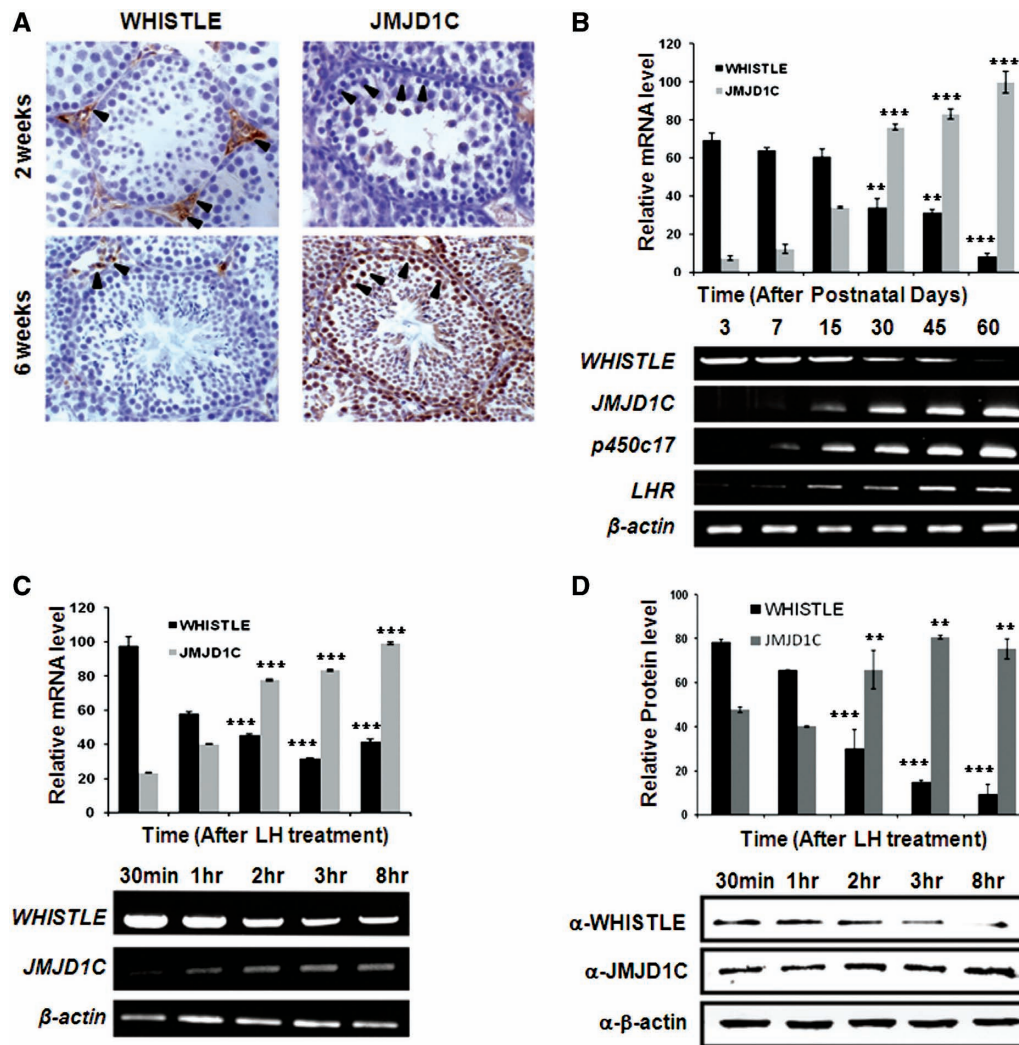 A
WHISTLE
JMJD1C
2 weeks
6 weeks
B
Relative mRNA level
120
100
80
60
40
20
0
WHISTLE
JMJD1C
***
***
***
**
**
***
Time (After Postnatal Days)
3 7 15 30 45 60
WHISTLE
JMJD1C
p450c17
LHR
β-actin
C
Relative mRNA level
120
100
80
60
40
20
0
WHISTLE
JMJD1C
***
***
***
***
***
***
Time (After LH treatment)
30min 1hr 2hr 3hr 8hr
WHISTLE
JMJD1C
β-actin
D
Relative Protein level
100
80
60
40
20
0
WHISTLE
JMJD1C
**
**
**
***
***
***
Time (After LH treatment)
30min 1hr 2hr 3hr 8hr
α-WHISTLE
α-JMJD1C
α-β-actin